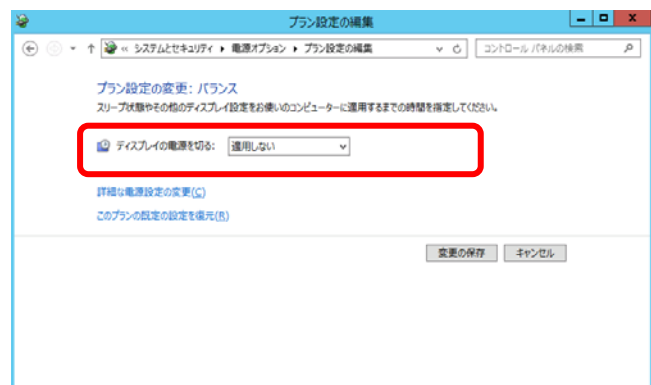 プラン設定の編集
« システムとセキュリティ ▸ 電源オプション ▸ プラン設定の編集
コントロール パネルの検索
プラン設定の変更: バランス
スリープ状態やその他のディスプレイ設定をお使いのコンピューターに適用するまでの時間を指定してください。
ディスプレイの電源を切る: 適用しない
詳細な電源設定の変更(C)
このプランの既定の設定を復元(R)
変更の保存 キャンセル